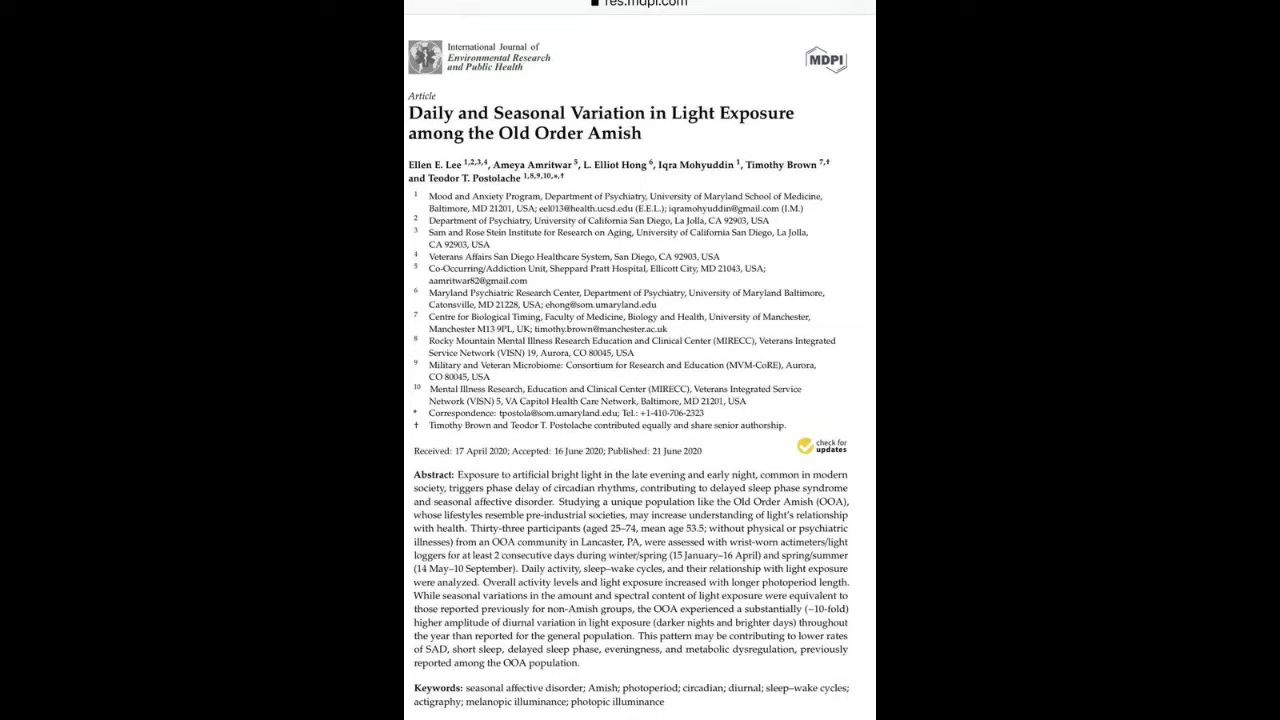 res.mdpi.com
International Journal of
Environmental Research
and Public Health
MDPI
Article
Daily and Seasonal Variation in Light Exposure
among the Old Order Amish
Ellen E. Lee 1,2,3,4, Ameya Amritwar 5, L. Elliot Hong 6, Iqra Mohyuddin 1, Timothy Brown 7,†
and Teodor T. Postolache 1,8,9,10,*,†
1 Mood and Anxiety Program, Department of Psychiatry, University of Maryland School of Medicine,
Baltimore, MD 21201, USA; eel013@health.ucsd.edu (E.E.L.); iqramohyuddin@gmail.com (I.M.)
2 Department of Psychiatry, University of California San Diego, La Jolla, CA 92903, USA
3 Sam and Rose Stein Institute for Research on Aging, University of California San Diego, La Jolla,
CA 92903, USA
4 Veterans Affairs San Diego Healthcare System, San Diego, CA 92903, USA
5 Co-Occurring/Addiction Unit, Sheppard Pratt Hospital, Ellicott City, MD 21043, USA;
aamritwar82@gmail.com
6 Maryland Psychiatric Research Center, Department of Psychiatry, University of Maryland Baltimore,
Catonsville, MD 21228, USA; ehong@som.umaryland.edu
7 Centre for Biological Timing, Faculty of Medicine, Biology and Health, University of Manchester,
Manchester M13 9PL, UK; timothy.brown@manchester.ac.uk
8 Rocky Mountain Mental Illness Research Education and Clinical Center (MIRECC), Veterans Integrated
Service Network (VISN) 19, Aurora, CO 80045, USA
9 Military and Veteran Microbiome: Consortium for Research and Education (MVM-CoRE), Aurora,
CO 80045, USA
10 Mental Illness Research, Education and Clinical Center (MIRECC), Veterans Integrated Service
Network (VISN) 5, VA Capitol Health Care Network, Baltimore, MD 21201, USA
* Correspondence: tpostola@som.umaryland.edu; Tel.: +1-410-706-2323
† Timothy Brown and Teodor T. Postolache contributed equally and share senior authorship.
check for
updates
Received: 17 April 2020; Accepted: 16 June 2020; Published: 21 June 2020
Abstract: Exposure to artificial bright light in the late evening and early night, common in modern
society, triggers phase delay of circadian rhythms, contributing to delayed sleep phase syndrome
and seasonal affective disorder. Studying a unique population like the Old Order Amish (OOA),
whose lifestyles resemble pre-industrial societies, may increase understanding of light's relationship
with health. Thirty-three participants (aged 25–74, mean age 53.5; without physical or psychiatric
illnesses) from an OOA community in Lancaster, PA, were assessed with wrist-worn actimeters/light
loggers for at least 2 consecutive days during winter/spring (15 January–16 April) and spring/summer
(14 May–10 September). Daily activity, sleep–wake cycles, and their relationship with light exposure
were analyzed. Overall activity levels and light exposure increased with longer photoperiod length.
While seasonal variations in the amount and spectral content of light exposure were equivalent to
those reported previously for non-Amish groups, the OOA experienced a substantially (~10-fold)
higher amplitude of diurnal variation in light exposure (darker nights and brighter days) throughout
the year than reported for the general population. This pattern may be contributing to lower rates
of SAD, short sleep, delayed sleep phase, eveningness, and metabolic dysregulation, previously
reported among the OOA population.
Keywords: seasonal affective disorder; Amish; photoperiod; circadian; diurnal; sleep–wake cycles;
actigraphy; melanopic illuminance; photopic illuminance